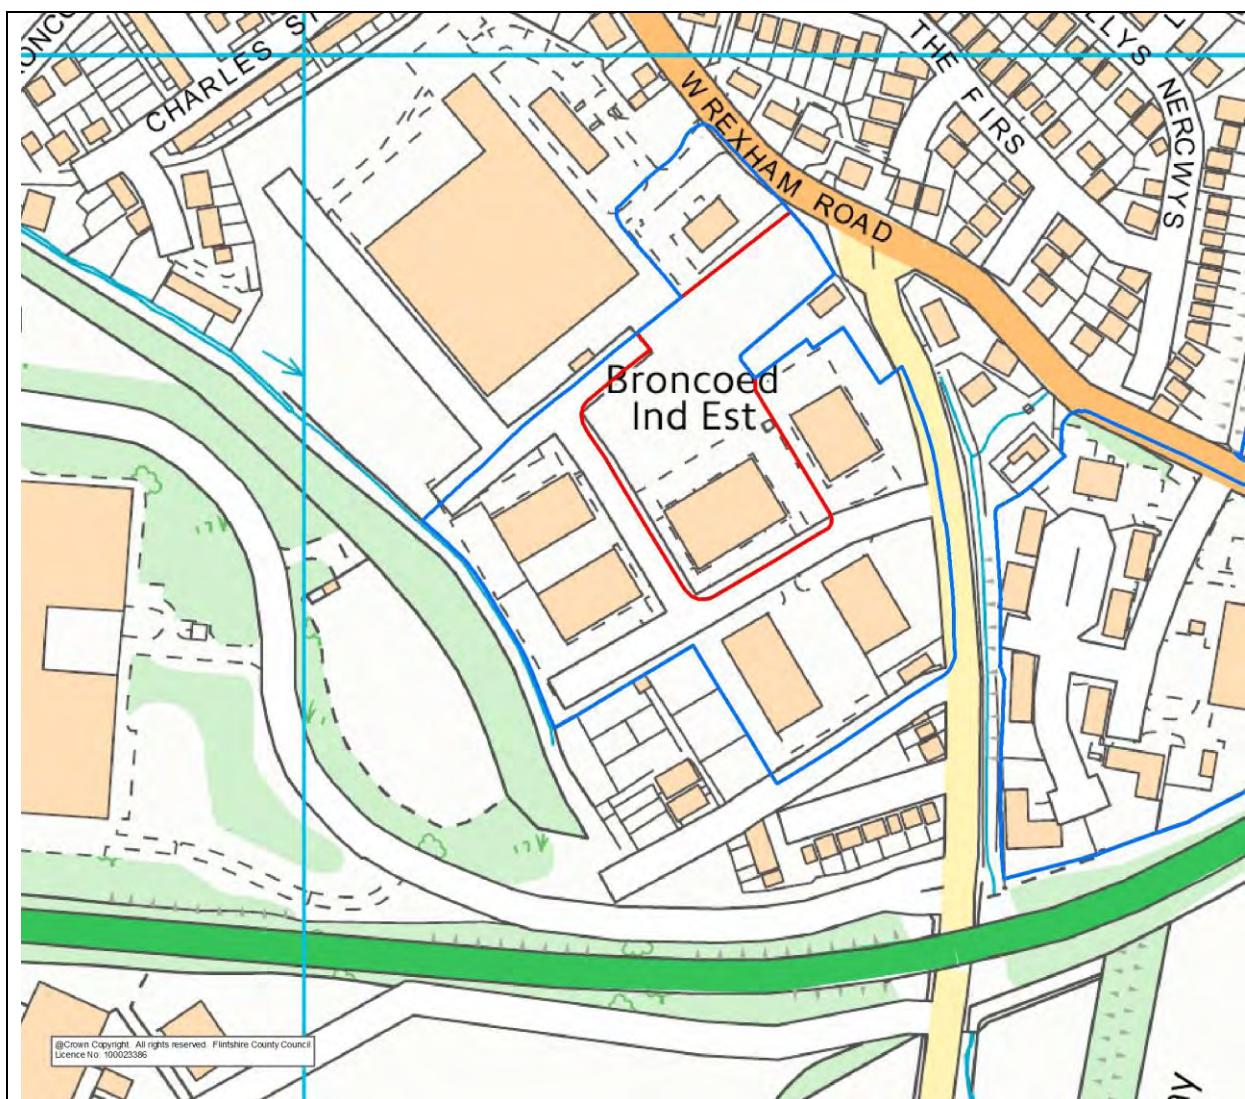 CHARLES
WREXHAM ROAD
THE FIRS
NERCWYS
Broncoed
Ind Est
@Crown Copyright. All rights reserved. Flintshire County Council
Licence No. 100023386